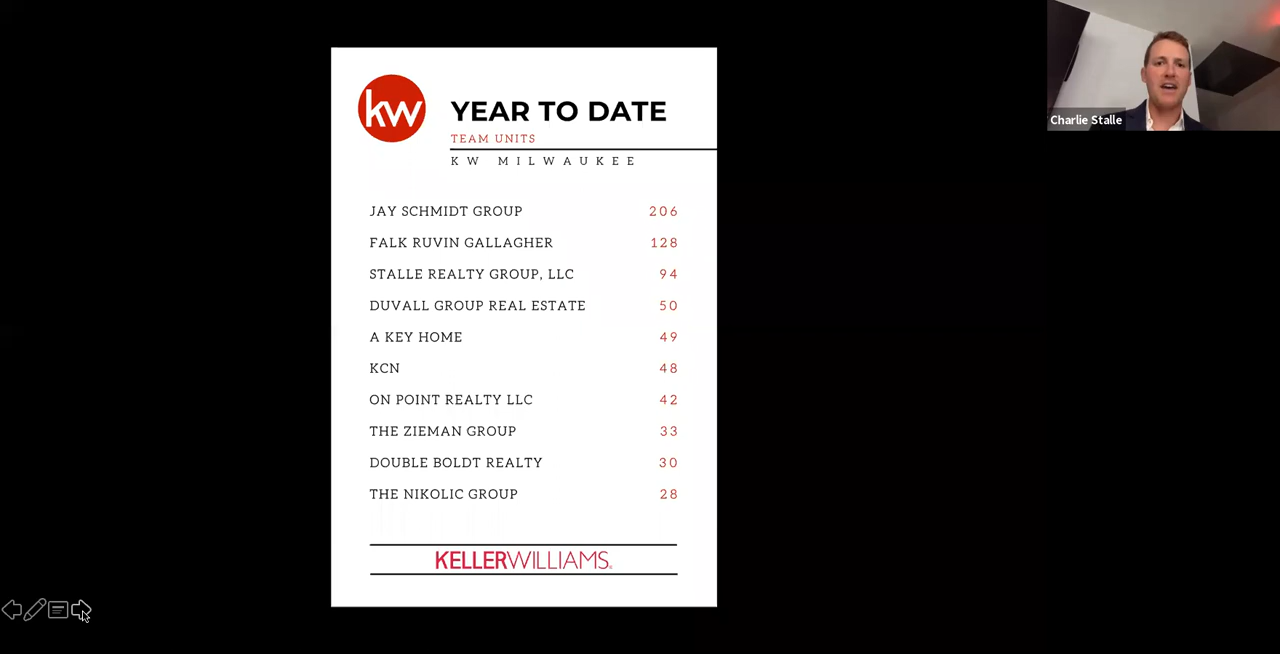 kw
YEAR TO DATE
TEAM UNITS
KW MILWAUKEE
JAY SCHMIDT GROUP 206
FALK RUVIN GALLAGHER 128
STALLE REALTY GROUP, LLC 94
DUVALL GROUP REAL ESTATE 50
A KEY HOME 49
KCN 48
ON POINT REALTY LLC 42
THE ZIEMAN GROUP 33
DOUBLE BOLDT REALTY 30
THE NIKOLIC GROUP 28
KELLERWILLIAMS.
Charlie Stalle